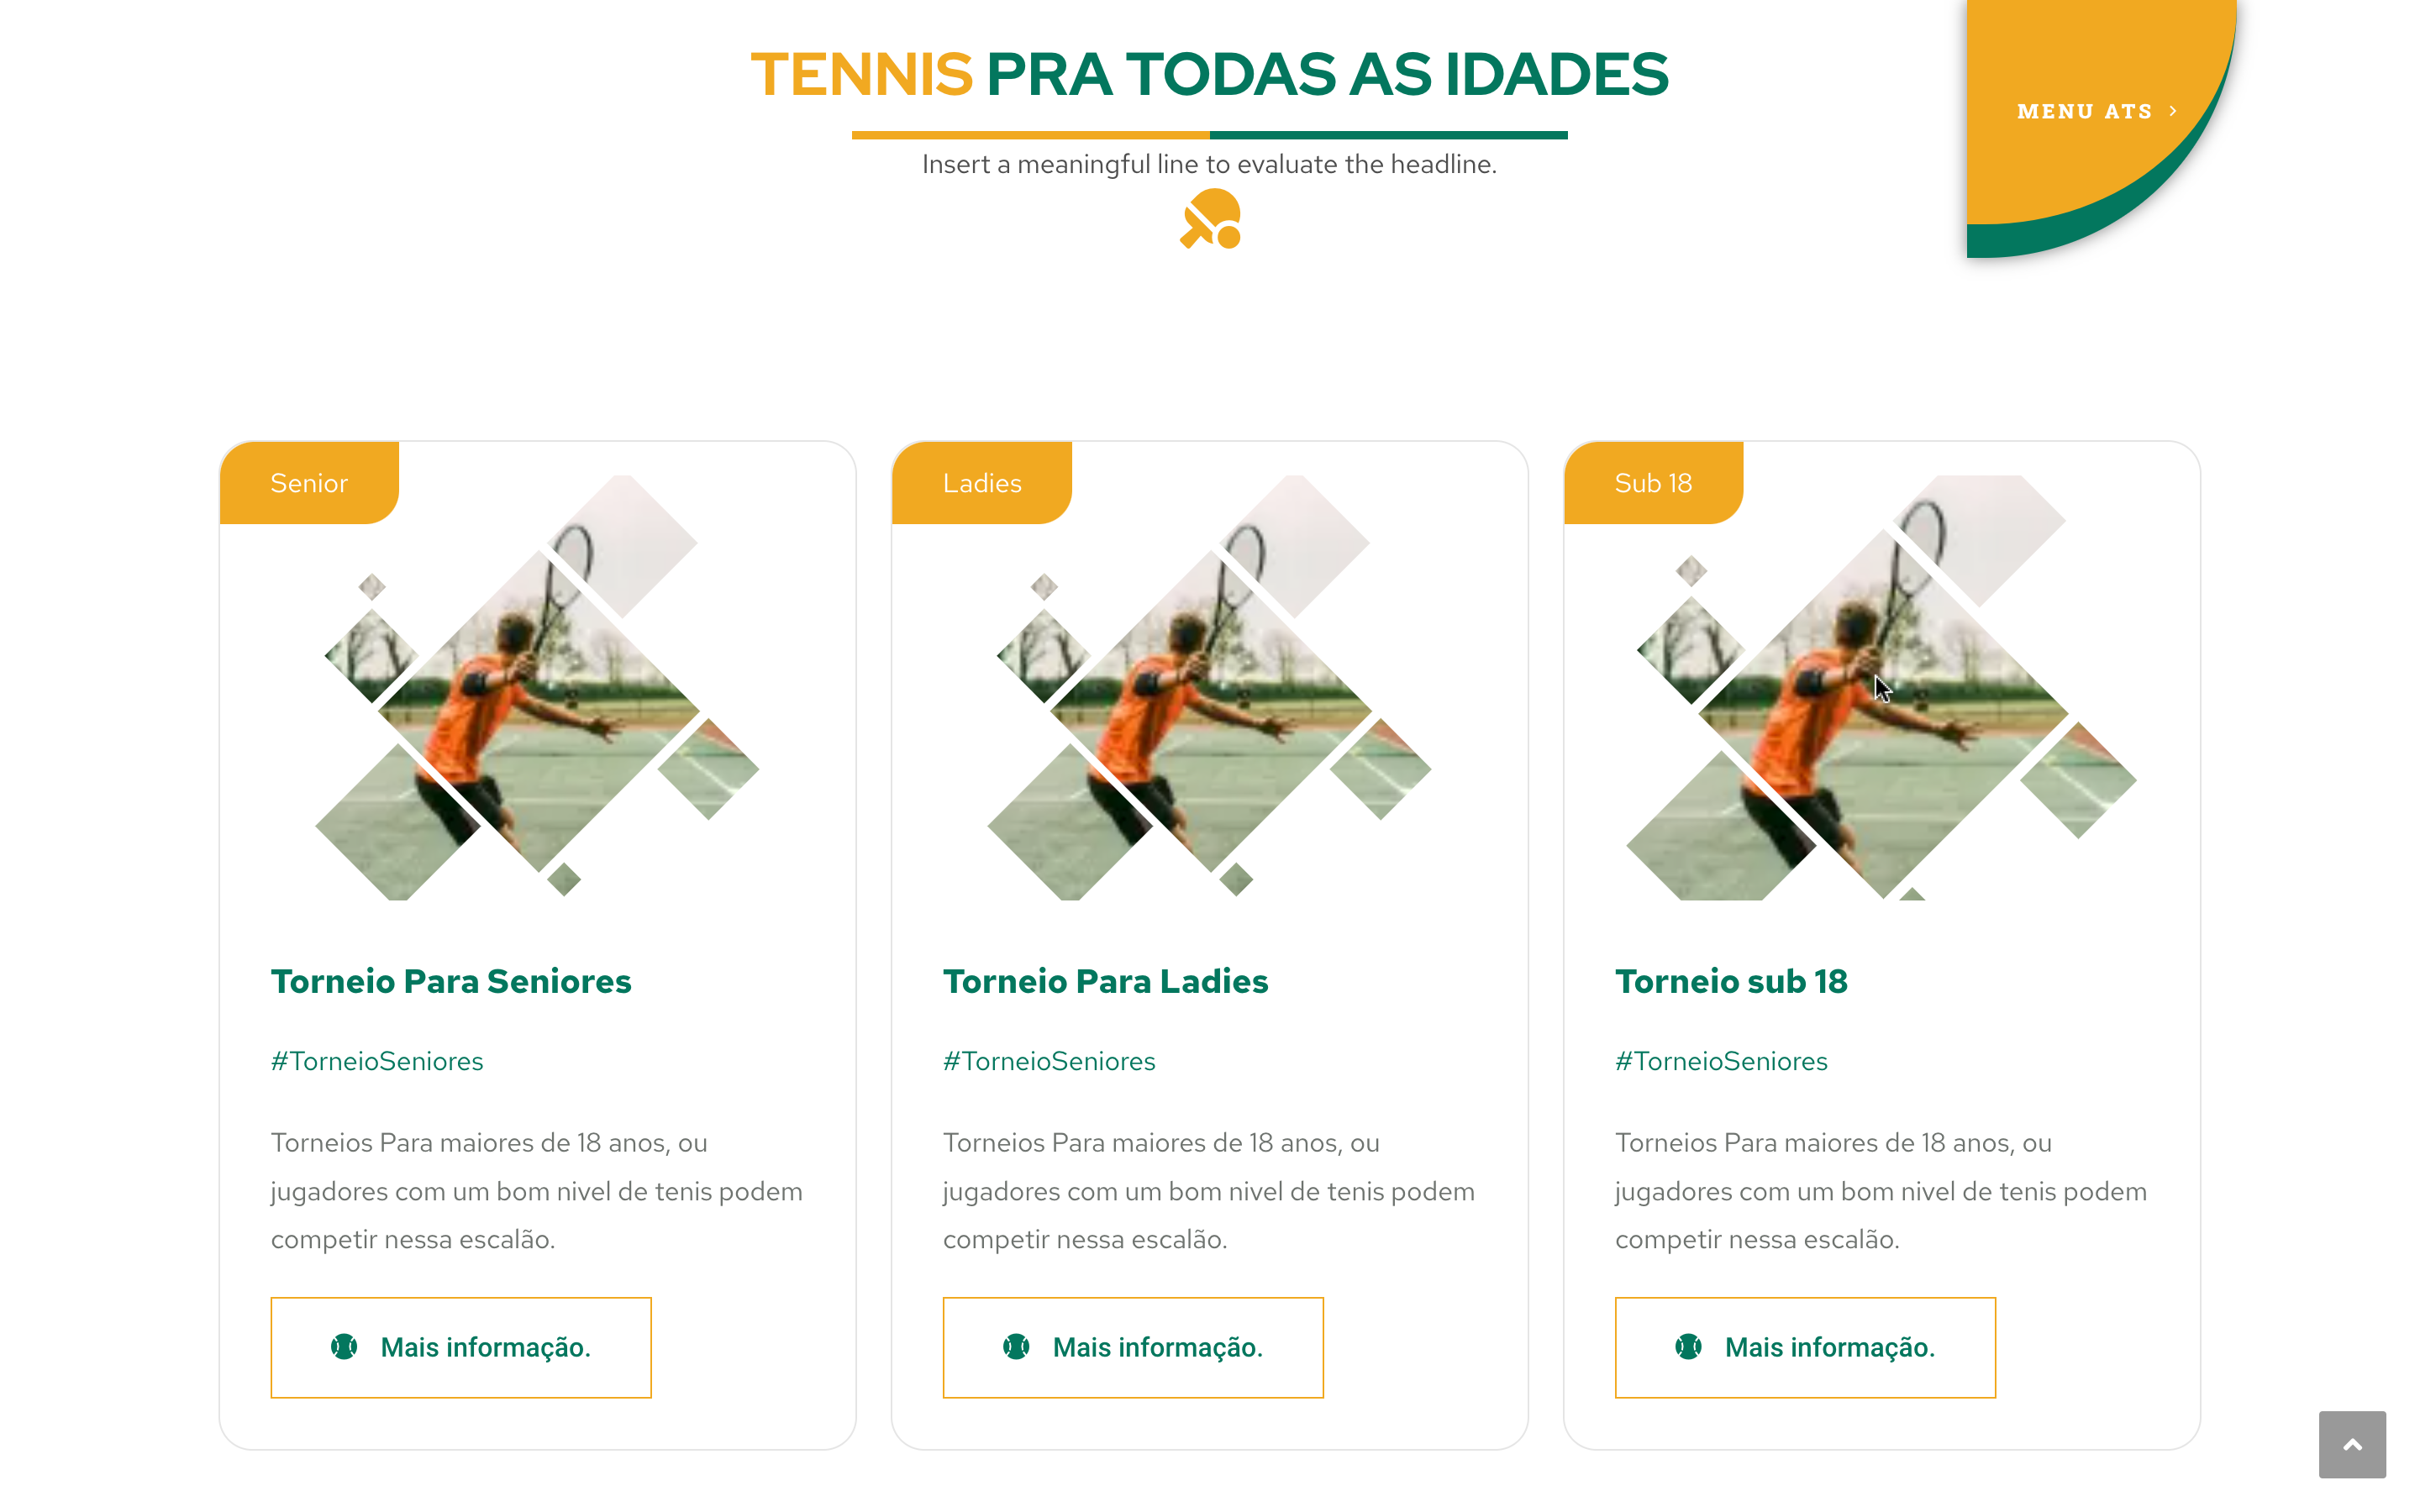 TENNIS PRA TODAS AS IDADES
MENU ATS
Insert a meaningful line to evaluate the headline.
Senior
Torneio Para Seniores
#TorneioSeniores
Torneios Para maiores de 18 anos, ou
jugadores com um bom nivel de tenis podem
competir nessa escalão.
Mais informação.
Ladies
Torneio Para Ladies
#TorneioSeniores
Torneios Para maiores de 18 anos, ou
jugadores com um bom nivel de tenis podem
competir nessa escalão.
Mais informação.
Sub 18
Torneio sub 18
#TorneioSeniores
Torneios Para maiores de 18 anos, ou
jugadores com um bom nivel de tenis podem
competir nessa escalão.
Mais informação.